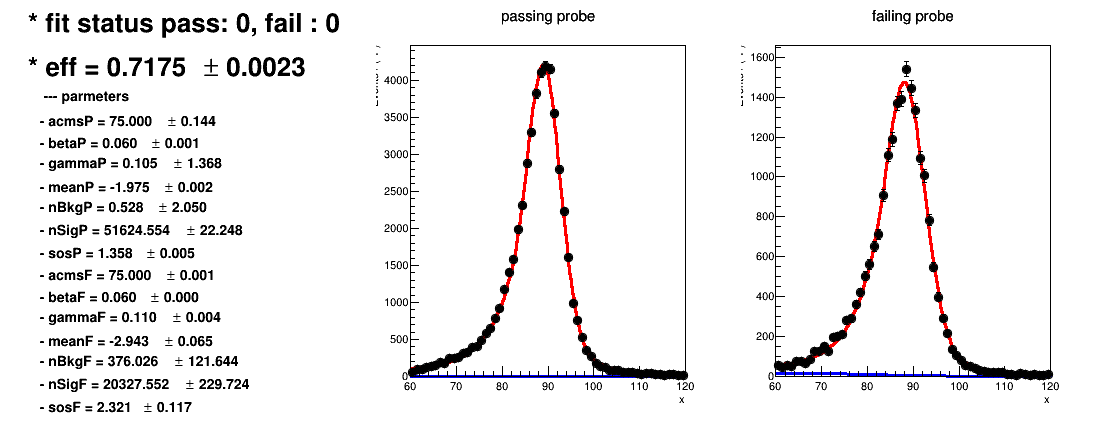 * fit status pass: 0, fail : 0
* eff = 0.7175 ± 0.0023
--- parmeters
- acmsP = 75.000 ± 0.144
- betaP = 0.060 ± 0.001
- gammaP = 0.105 ± 1.368
- meanP = -1.975 ± 0.002
- nBkgP = 0.528 ± 2.050
- nSigP = 51624.554 ± 22.248
- sosP = 1.358 ± 0.005
- acmsF = 75.000 ± 0.001
- betaF = 0.060 ± 0.000
- gammaF = 0.110 ± 0.004
- meanF = -2.943 ± 0.065
- nBkgF = 376.026 ± 121.644
- nSigF = 20327.552 ± 229.724
- sosF = 2.321 ± 0.117
passing probe
4000
3500
3000
2500
2000
1500
1000
500
0
60 70 80 90 100 110 120
x
failing probe
1600
1400
1200
1000
800
600
400
200
0
60 70 80 90 100 110 120
x